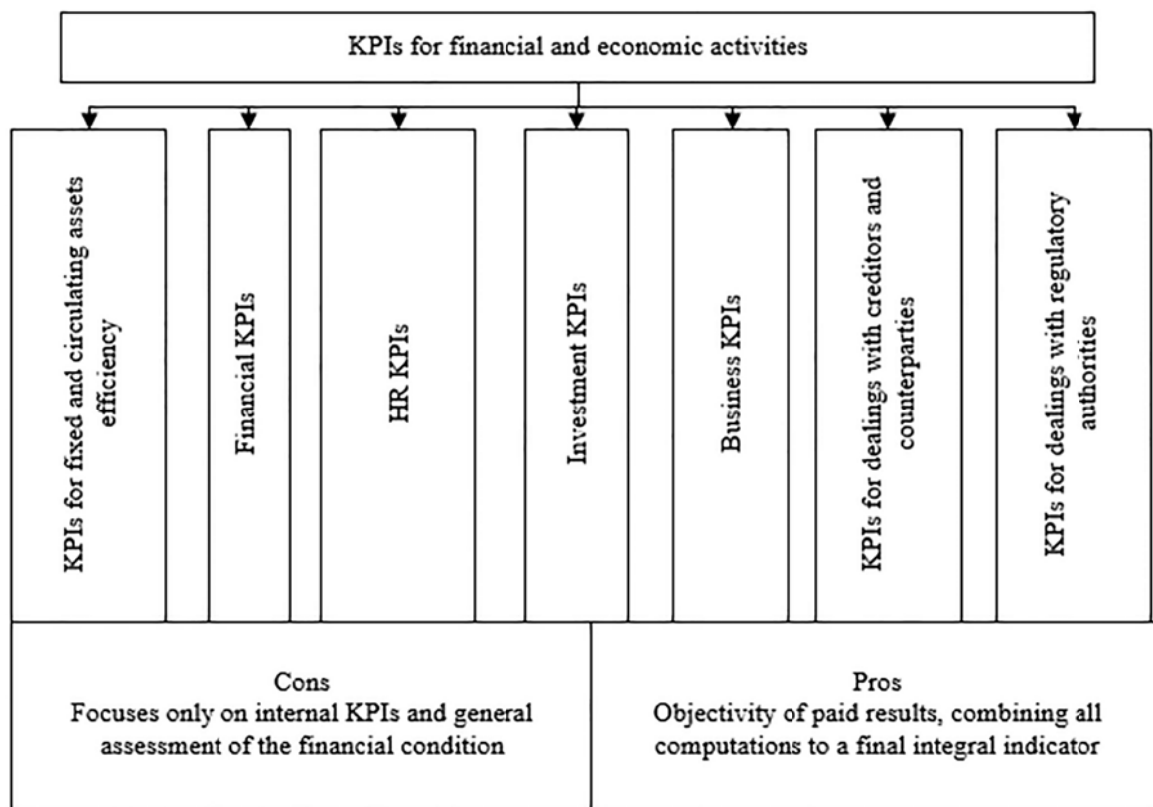 KPIs for financial and economic activities
KPIs for fixed and circulating assets
efficiency
Financial KPIs
HR KPIs
Investment KPIs
Business KPIs
KPIs for dealings with creditors and
counterparties
KPIs for dealings with regulatory
authorities
Cons
Focuses only on internal KPIs and general
assessment of the financial condition
Pros
Objectivity of paid results, combining all
computations to a final integral indicator